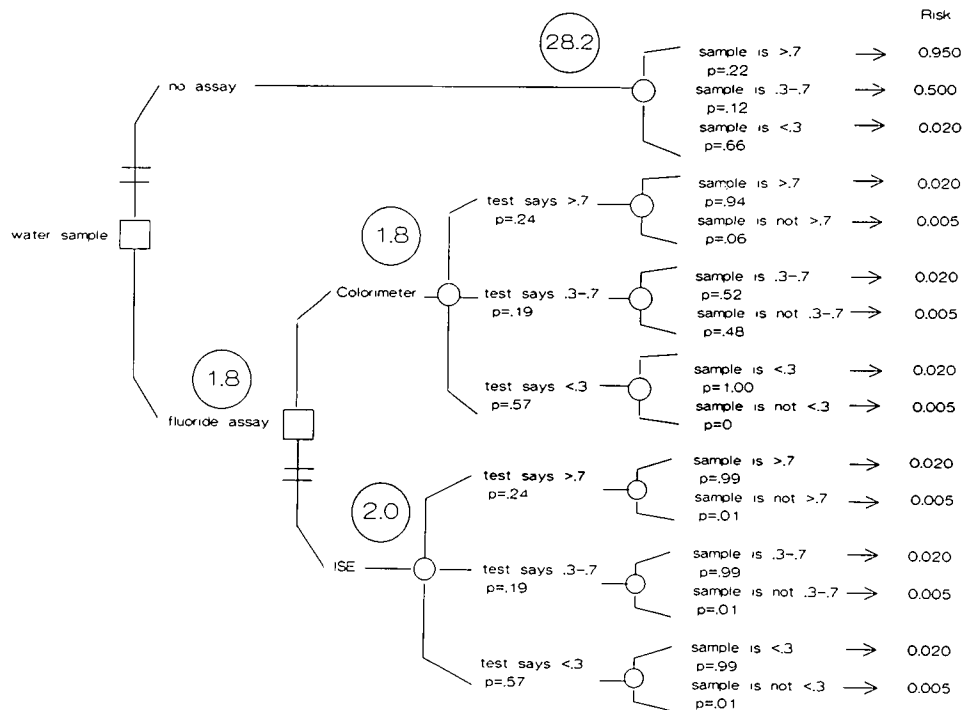 Risk
28.2
sample is >.7 → 0.950
p=.22
no assay
sample is .3-.7 → 0.500
p=.12
sample is <.3 → 0.020
p=.66
sample is >.7 → 0.020
p=.94
test says >.7
p=.24
sample is not >.7 → 0.005
p=.06
water sample
1.8
sample is .3-.7 → 0.020
p=.52
Colorimeter
test says .3-.7
p=.19
sample is not .3-.7 → 0.005
p=.48
sample is <.3 → 0.020
p=1.00
1.8
test says <.3
p=.57
sample is not <.3 → 0.005
p=0
fluoride assay
sample is >.7 → 0.020
p=.99
test says >.7
p=.24
sample is not >.7 → 0.005
p=.01
2.0
sample is .3-.7 → 0.020
p=.99
ISE
test says .3-.7
p=.19
sample is not .3-.7 → 0.005
p=.01
sample is <.3 → 0.020
p=.99
test says <.3
p=.57
sample is not <.3 → 0.005
p=.01